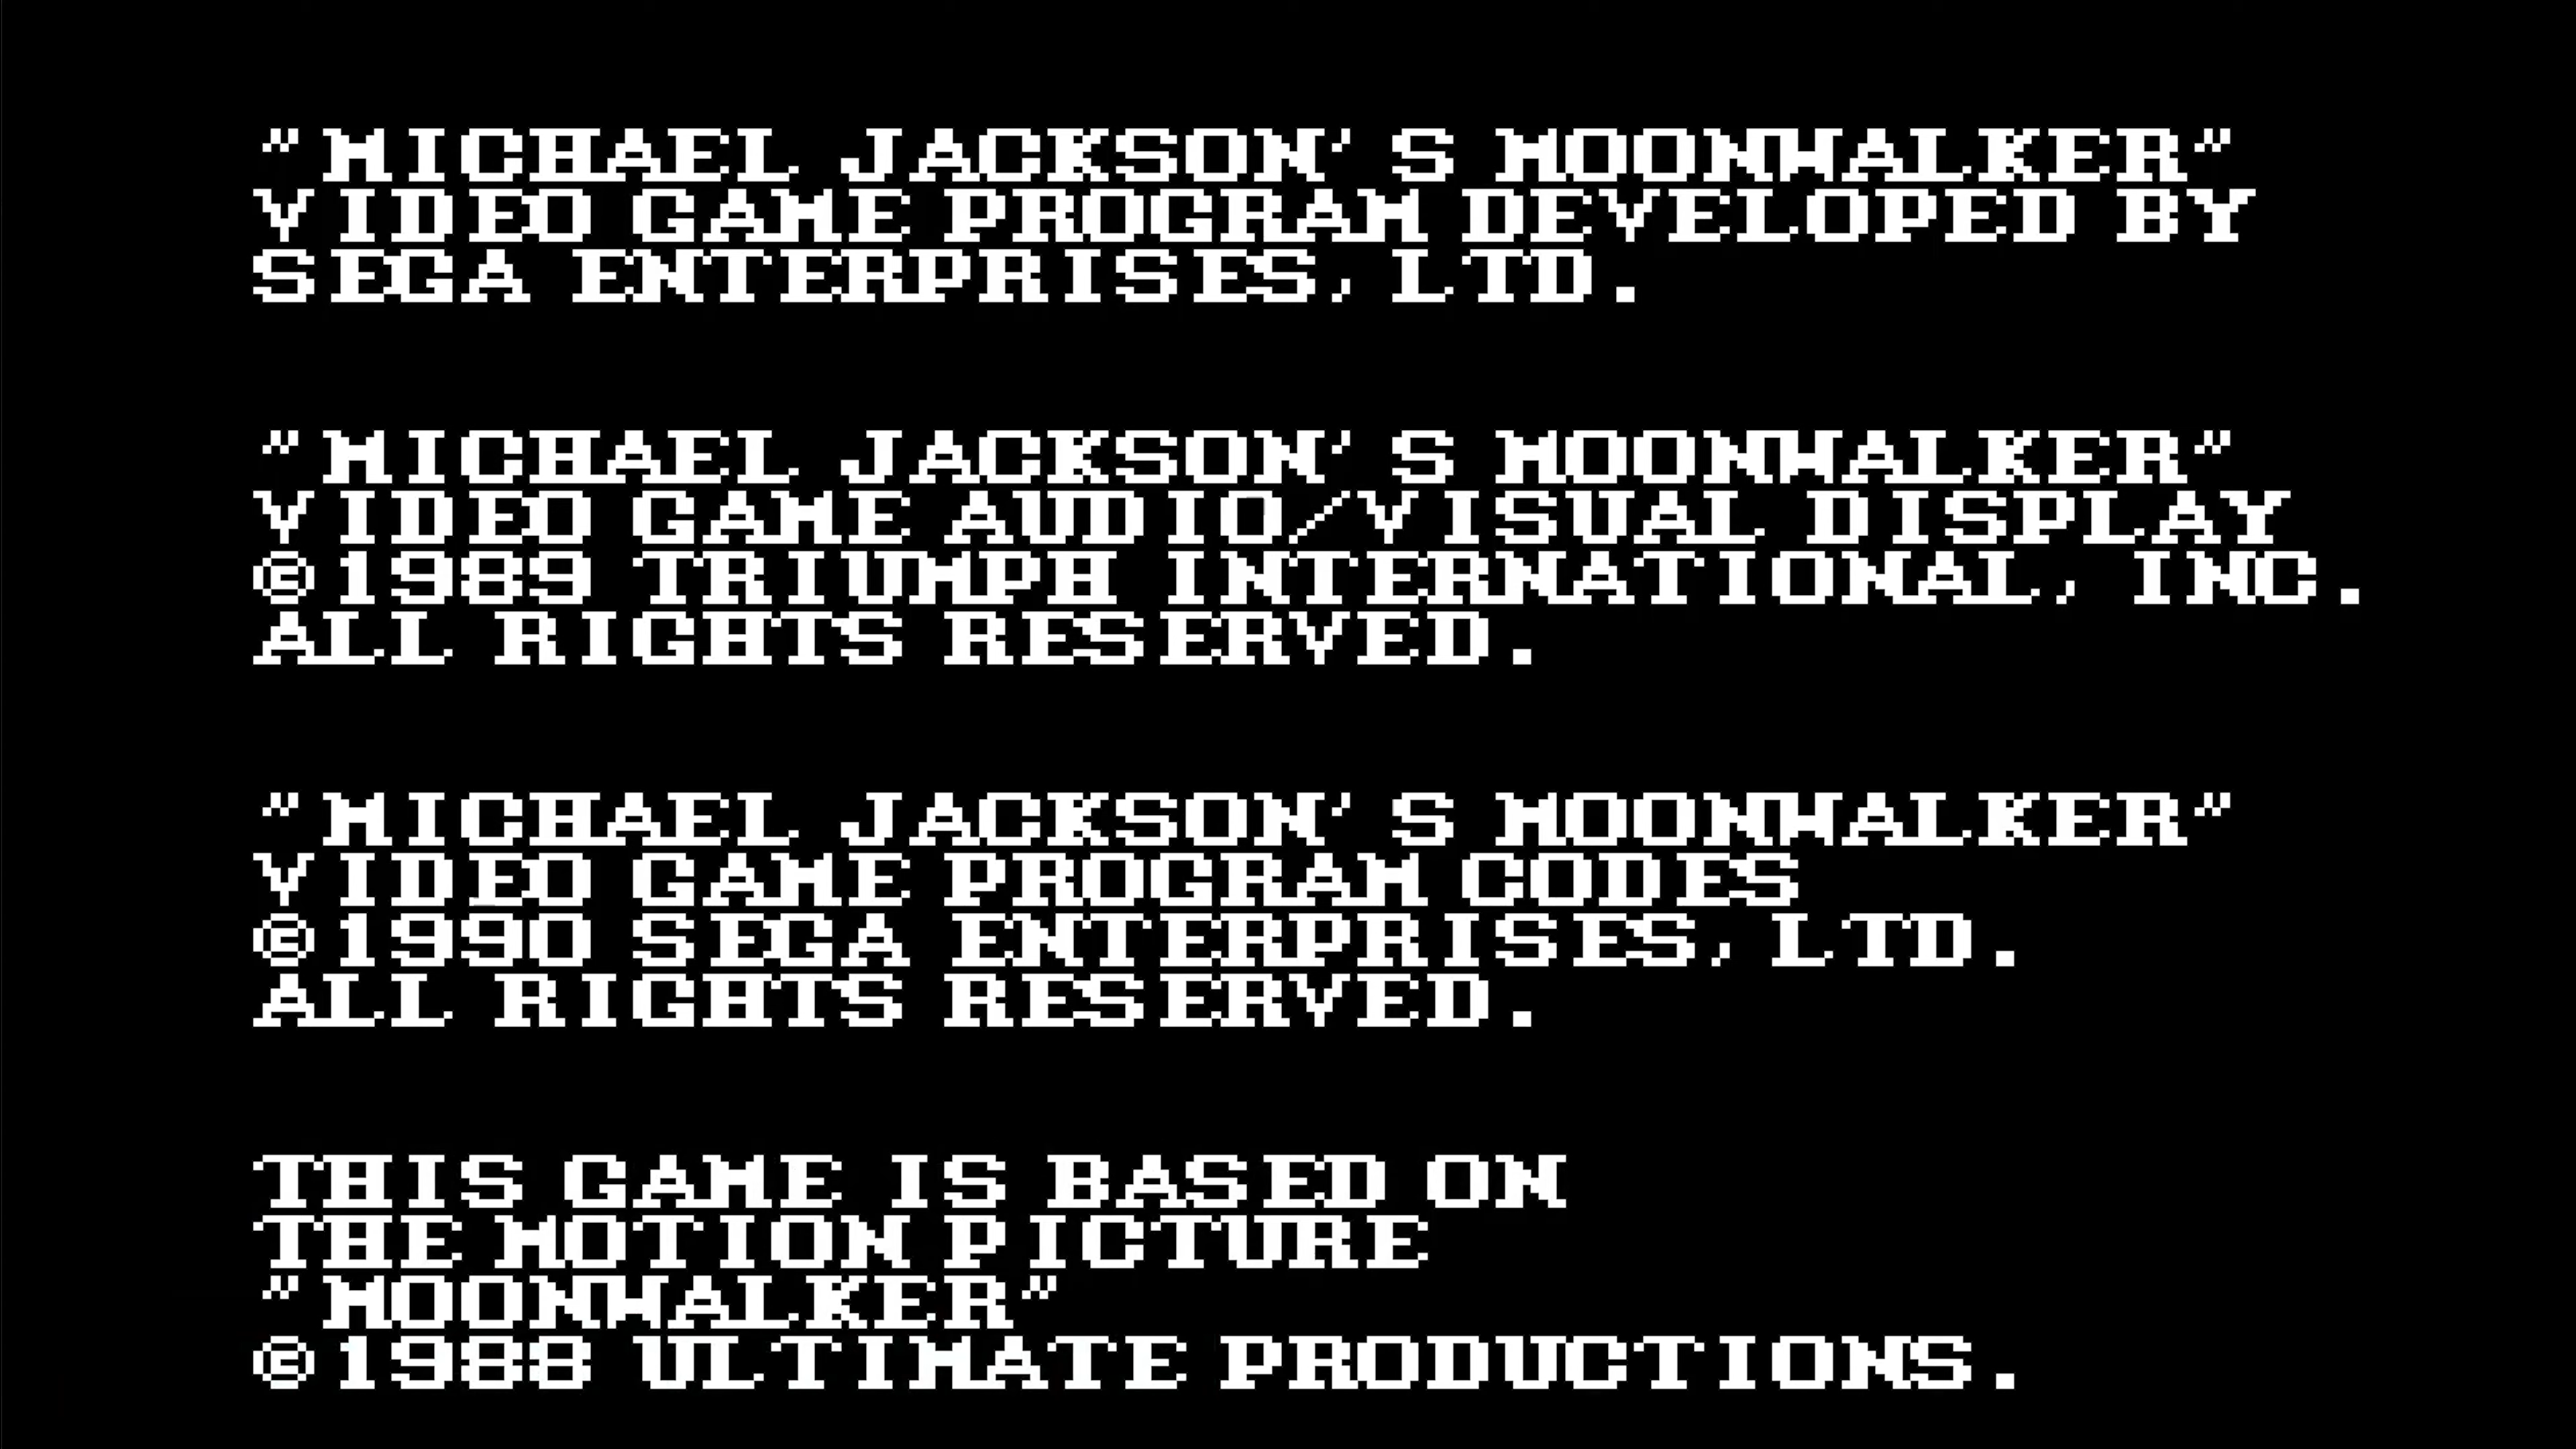 "MICHAEL JACKSON'S MOONWALKER"
VIDEO GAME PROGRAM DEVELOPED BY
SEGA ENTERPRISES, LTD.
"MICHAEL JACKSON'S MOONWALKER"
VIDEO GAME AUDIO/VISUAL DISPLAY
©1989 TRIUMPH INTERNATIONAL, INC.
ALL RIGHTS RESERVED.
"MICHAEL JACKSON'S MOONWALKER"
VIDEO GAME PROGRAM CODES
©1990 SEGA ENTERPRISES, LTD.
ALL RIGHTS RESERVED.
THIS GAME IS BASED ON
THE MOTION PICTURE
"MOONWALKER"
©1988 ULTIMATE PRODUCTIONS.